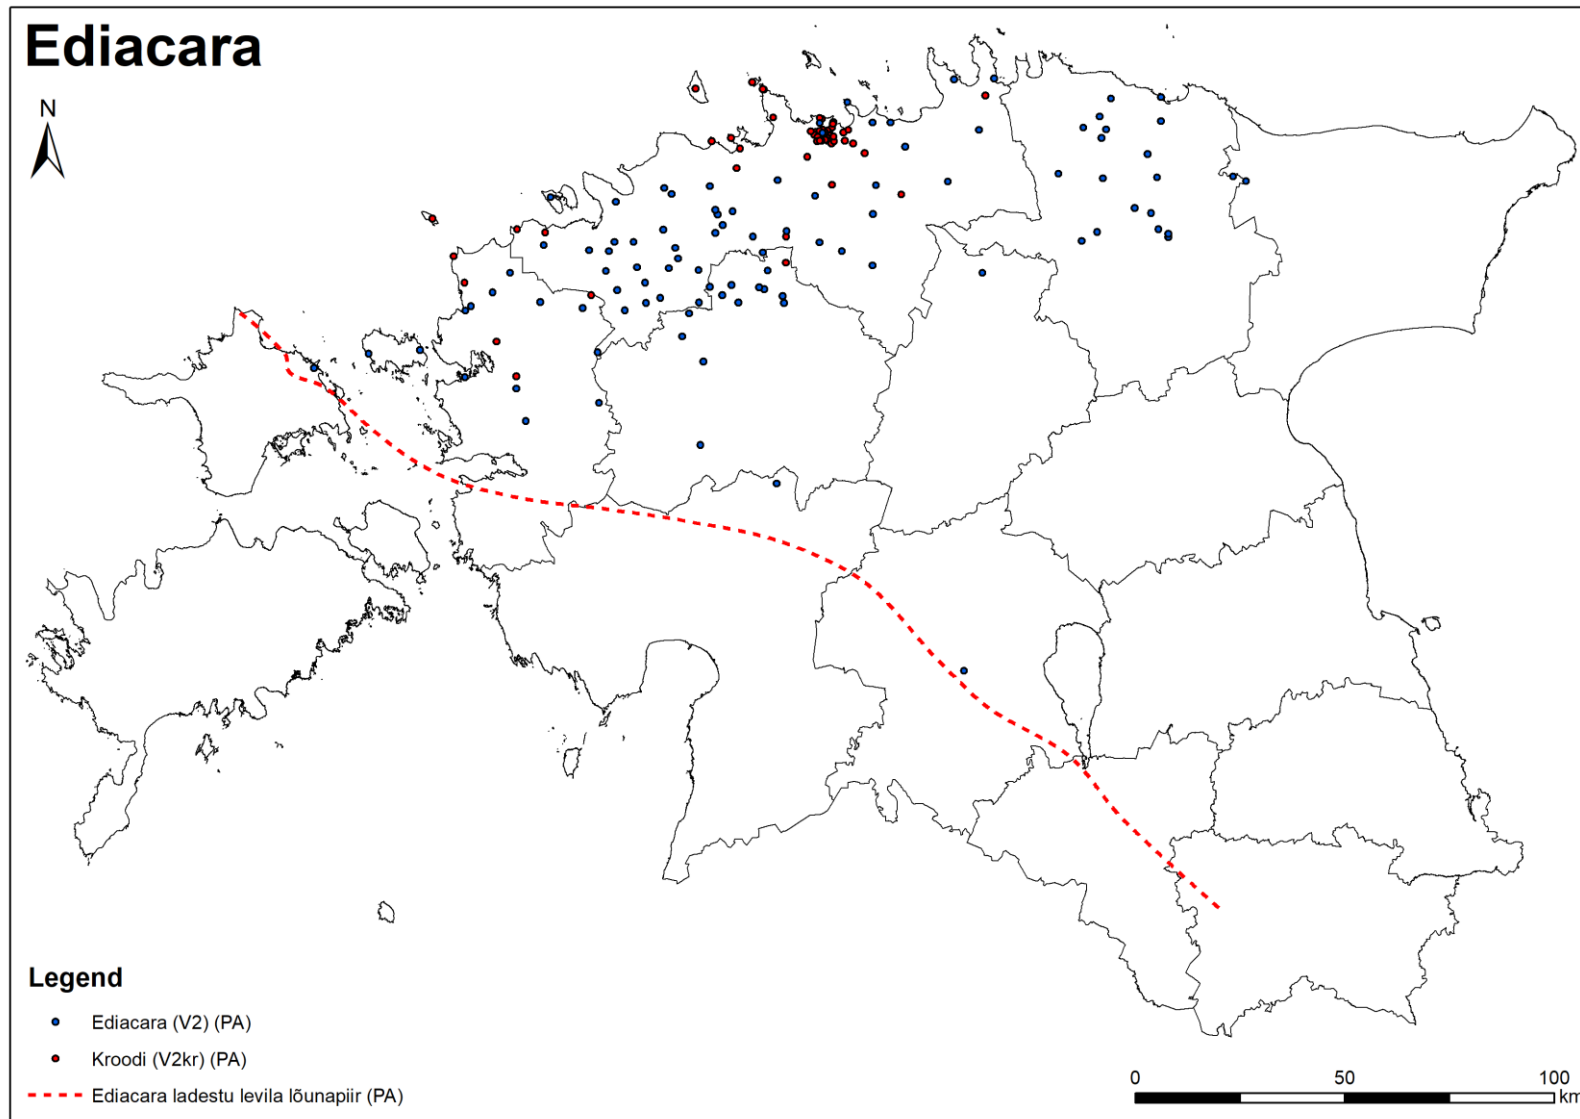 Ediacara
N
Legend
Ediacara (V2) (PA)
Kroodi (V2kr) (PA)
Ediacara ladestu levila lõunapiir (PA)
0 50 100
km